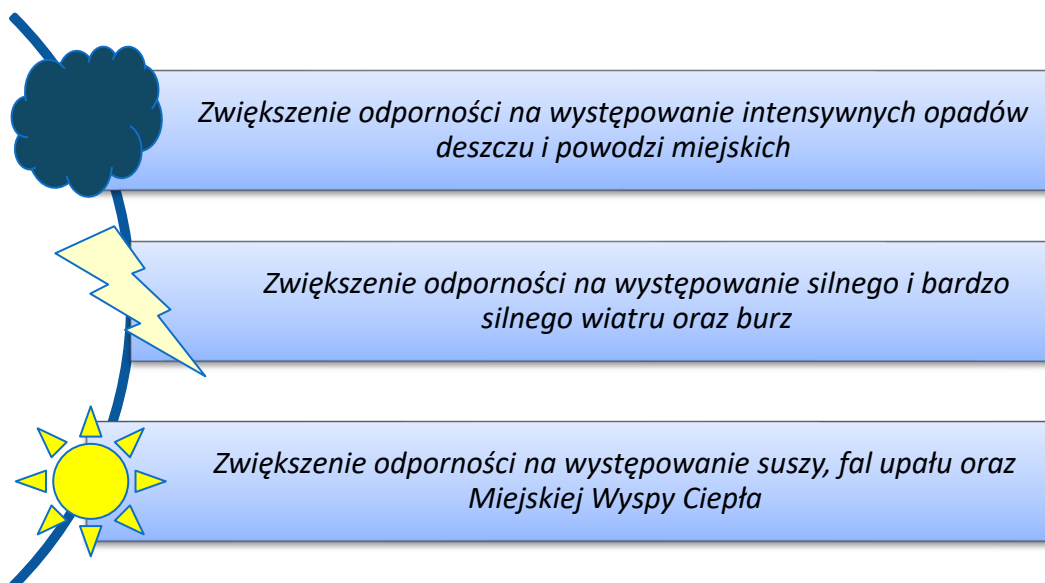 Zwiększenie odporności na występowanie intensywnych opadów
deszczu i powodzi miejskich
Zwiększenie odporności na występowanie silnego i bardzo
silnego wiatru oraz burz
Zwiększenie odporności na występowanie suszy, fal upału oraz
Miejskiej Wyspy Ciepła